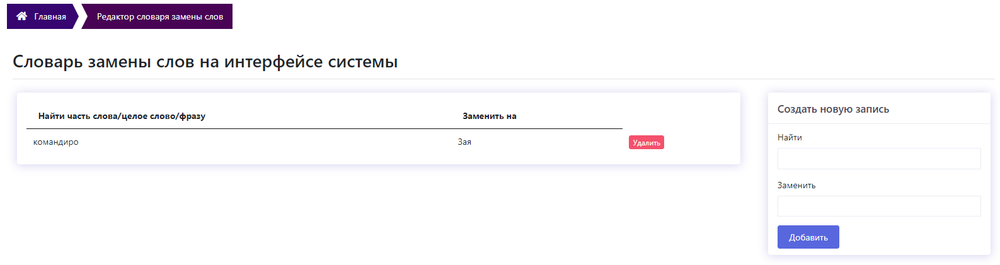 Главная
Редактор словаря замены слов
Словарь замены слов на интерфейсе системы
Найти часть слова/целое слово/фразу
Заменить на
командиро
Зая
Удалить
Создать новую запись
Найти
Заменить
Добавить